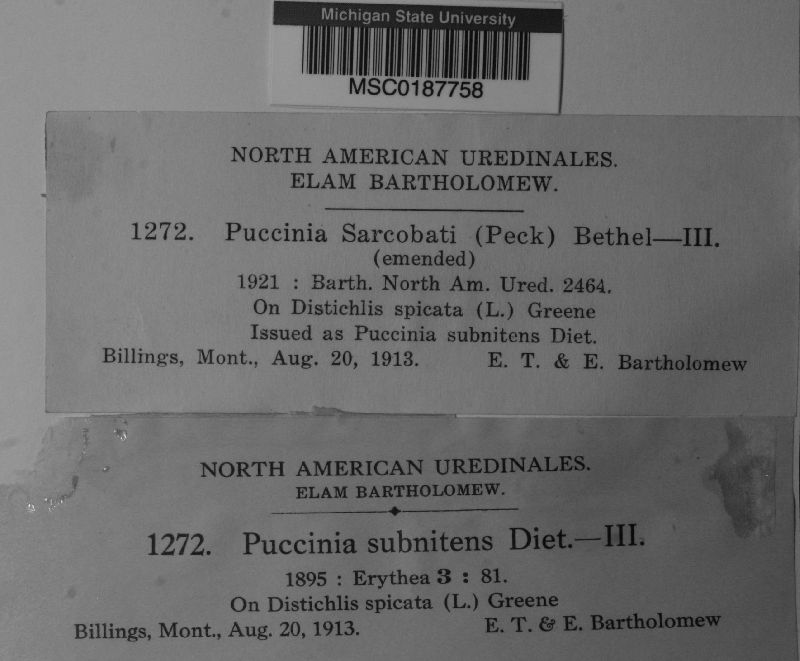 Michigan State University
MSC0187758
NORTH AMERICAN UREDINALES.
ELAM BARTHOLOMEW.
1272. Puccinia Sarcobati (Peck) Bethel—III.
(emended)
1921 : Barth. North Am. Ured. 2464.
On Distichlis spicata (L.) Greene
Issued as Puccinia subnitens Diet.
Billings, Mont., Aug. 20, 1913. E. T. & E. Bartholomew
NORTH AMERICAN UREDINALES.
ELAM BARTHOLOMEW.
1272. Puccinia subnitens Diet.—III.
1895 : Erythea 3 : 81.
On Distichlis spicata (L.) Greene
Billings, Mont., Aug. 20, 1913. E. T. & E. Bartholomew